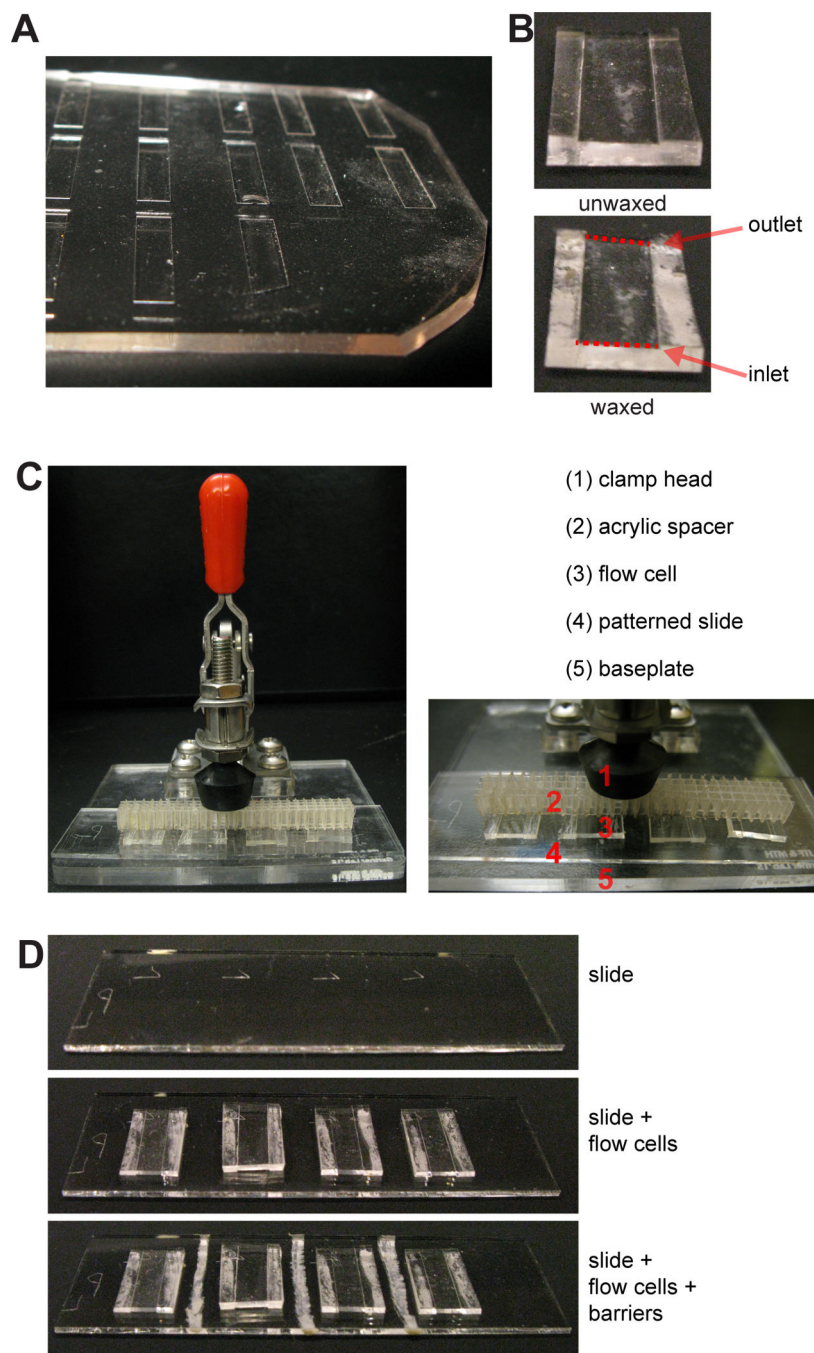 A
B
unwaxed
outlet
inlet
waxed
C
(1) clamp head
(2) acrylic spacer
(3) flow cell
(4) patterned slide
(5) baseplate
1
2
3
4
5
D
slide
slide +
flow cells
slide +
flow cells +
barriers